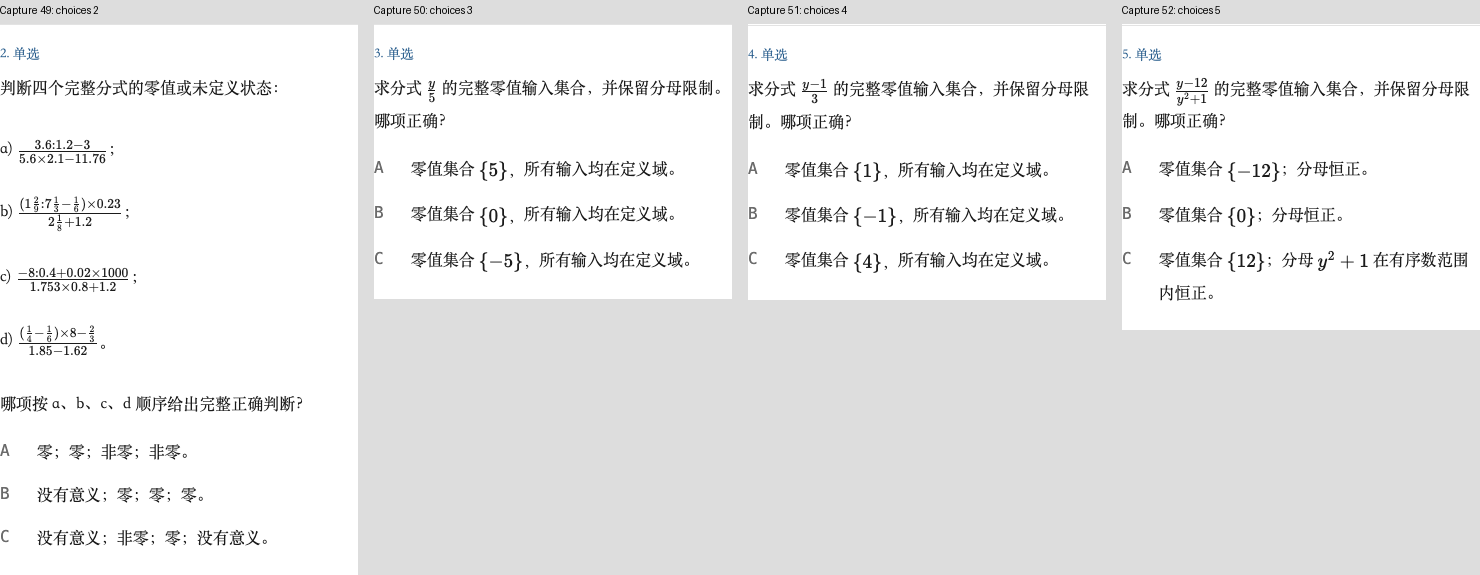 Capture 49: choices 2
2. 单选
判断四个完整分式的零值或未定义状态：
a) \frac{3.6:1.2-3}{5.6×2.1-11.76}；
b) \frac{(1\frac{2}{9}:7\frac{1}{3}-\frac{1}{6})×0.23}{2\frac{1}{8}+1.2}；
c) \frac{-8:0.4+0.02×1000}{1.753×0.8+1.2}；
d) \frac{(\frac{1}{4}-\frac{1}{6})×8-\frac{2}{3}}{1.85-1.62}。
哪项按 a、b、c、d 顺序给出完整正确判断？
A 零；零；非零；非零。
B 没有意义；零；零；零。
C 没有意义；非零；零；没有意义。
Capture 50: choices 3
3. 单选
求分式 \frac{y}{5} 的完整零值输入集合，并保留分母限制。
哪项正确？
A 零值集合 {5}，所有输入均在定义域。
B 零值集合 {0}，所有输入均在定义域。
C 零值集合 {−5}，所有输入均在定义域。
Capture 51: choices 4
4. 单选
求分式 \frac{y-1}{3} 的完整零值输入集合，并保留分母限
制。哪项正确？
A 零值集合 {1}，所有输入均在定义域。
B 零值集合 {−1}，所有输入均在定义域。
C 零值集合 {4}，所有输入均在定义域。
Capture 52: choices 5
5. 单选
求分式 \frac{y-12}{y^2+1} 的完整零值输入集合，并保留分母限
制。哪项正确？
A 零值集合 {−12}；分母恒正。
B 零值集合 {0}；分母恒正。
C 零值集合 {12}；分母 y² + 1 在有序数范围
内恒正。